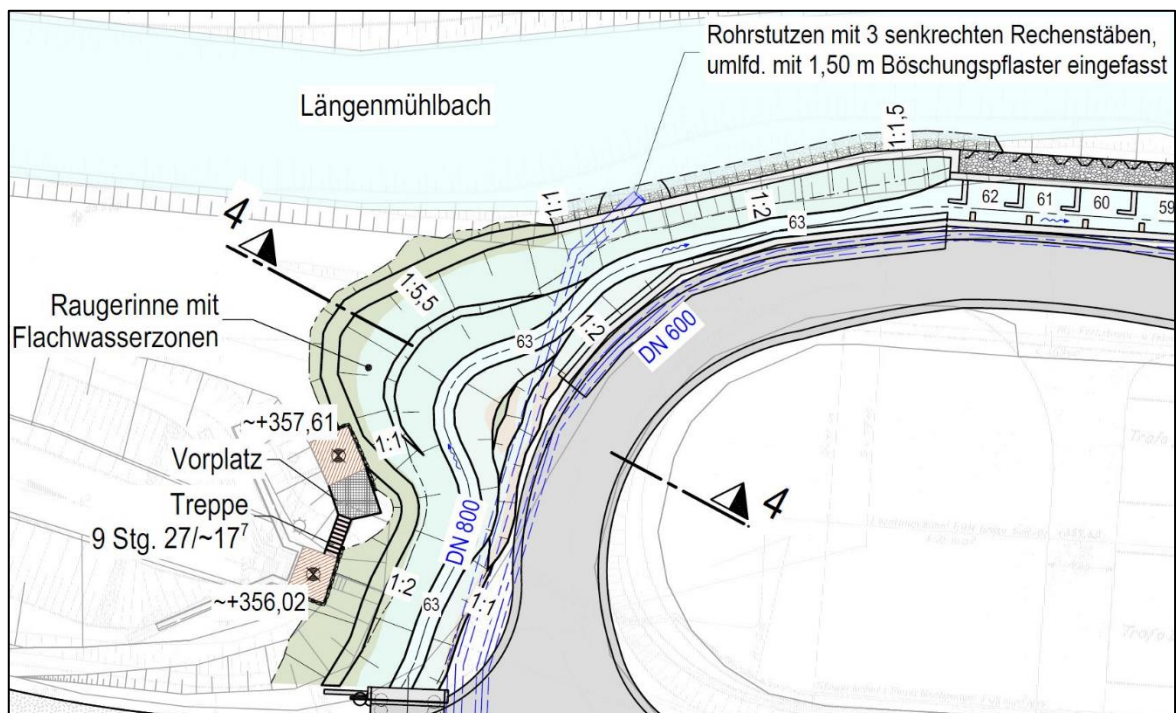 Rohrstutzen mit 3 senkrechten Rechenstäben,
umlfd. mit 1,50 m Böschungspflaster eingefasst
Längenmühlbach
1:1,5
1:1
1:2
62
61
60
59
63
4
1:5,5
Raugerinne mit
Flachwasserzonen
63
1:2
DN 600
~+357,61
1:1
Vorplatz
Treppe
9 Stg. 27/~17⁷
DN 800
4
~+356,02
1:2
63
1:1
Trafo
Trafo